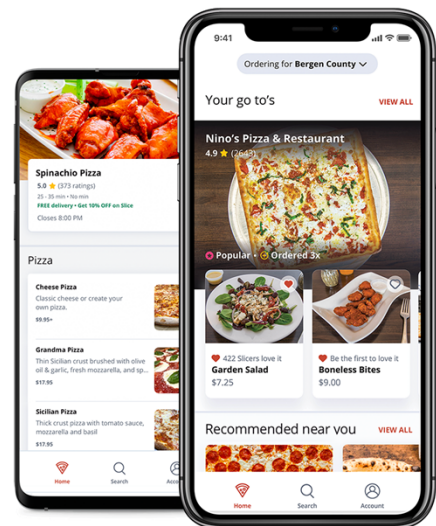 Spinachio Pizza
5.0 ★ (373 ratings)
25 - 35 min • No min
FREE delivery • Get 10% OFF on Slice
Closes 8:00 PM
Pizza
Cheese Pizza
Classic cheese or create your
own pizza.
$9.95+
Grandma Pizza
Thin Sicilian crust brushed with olive
oil & garlic, fresh mozzarella, and sp...
$17.95
Sicilian Pizza
Thick crust pizza with tomato sauce,
mozzarella and basil
$17.95
Home
Search
Accou
9:41
Ordering for Bergen County
Your go to's
VIEW ALL
Nino's Pizza & Restaurant
4.9 ★ (2643)
Popular • Ordered 3x
422 Slicers love it
Garden Salad
$7.25
Be the first to love it
Boneless Bites
$9.00
Recommended near you
VIEW ALL
Home
Search
Account